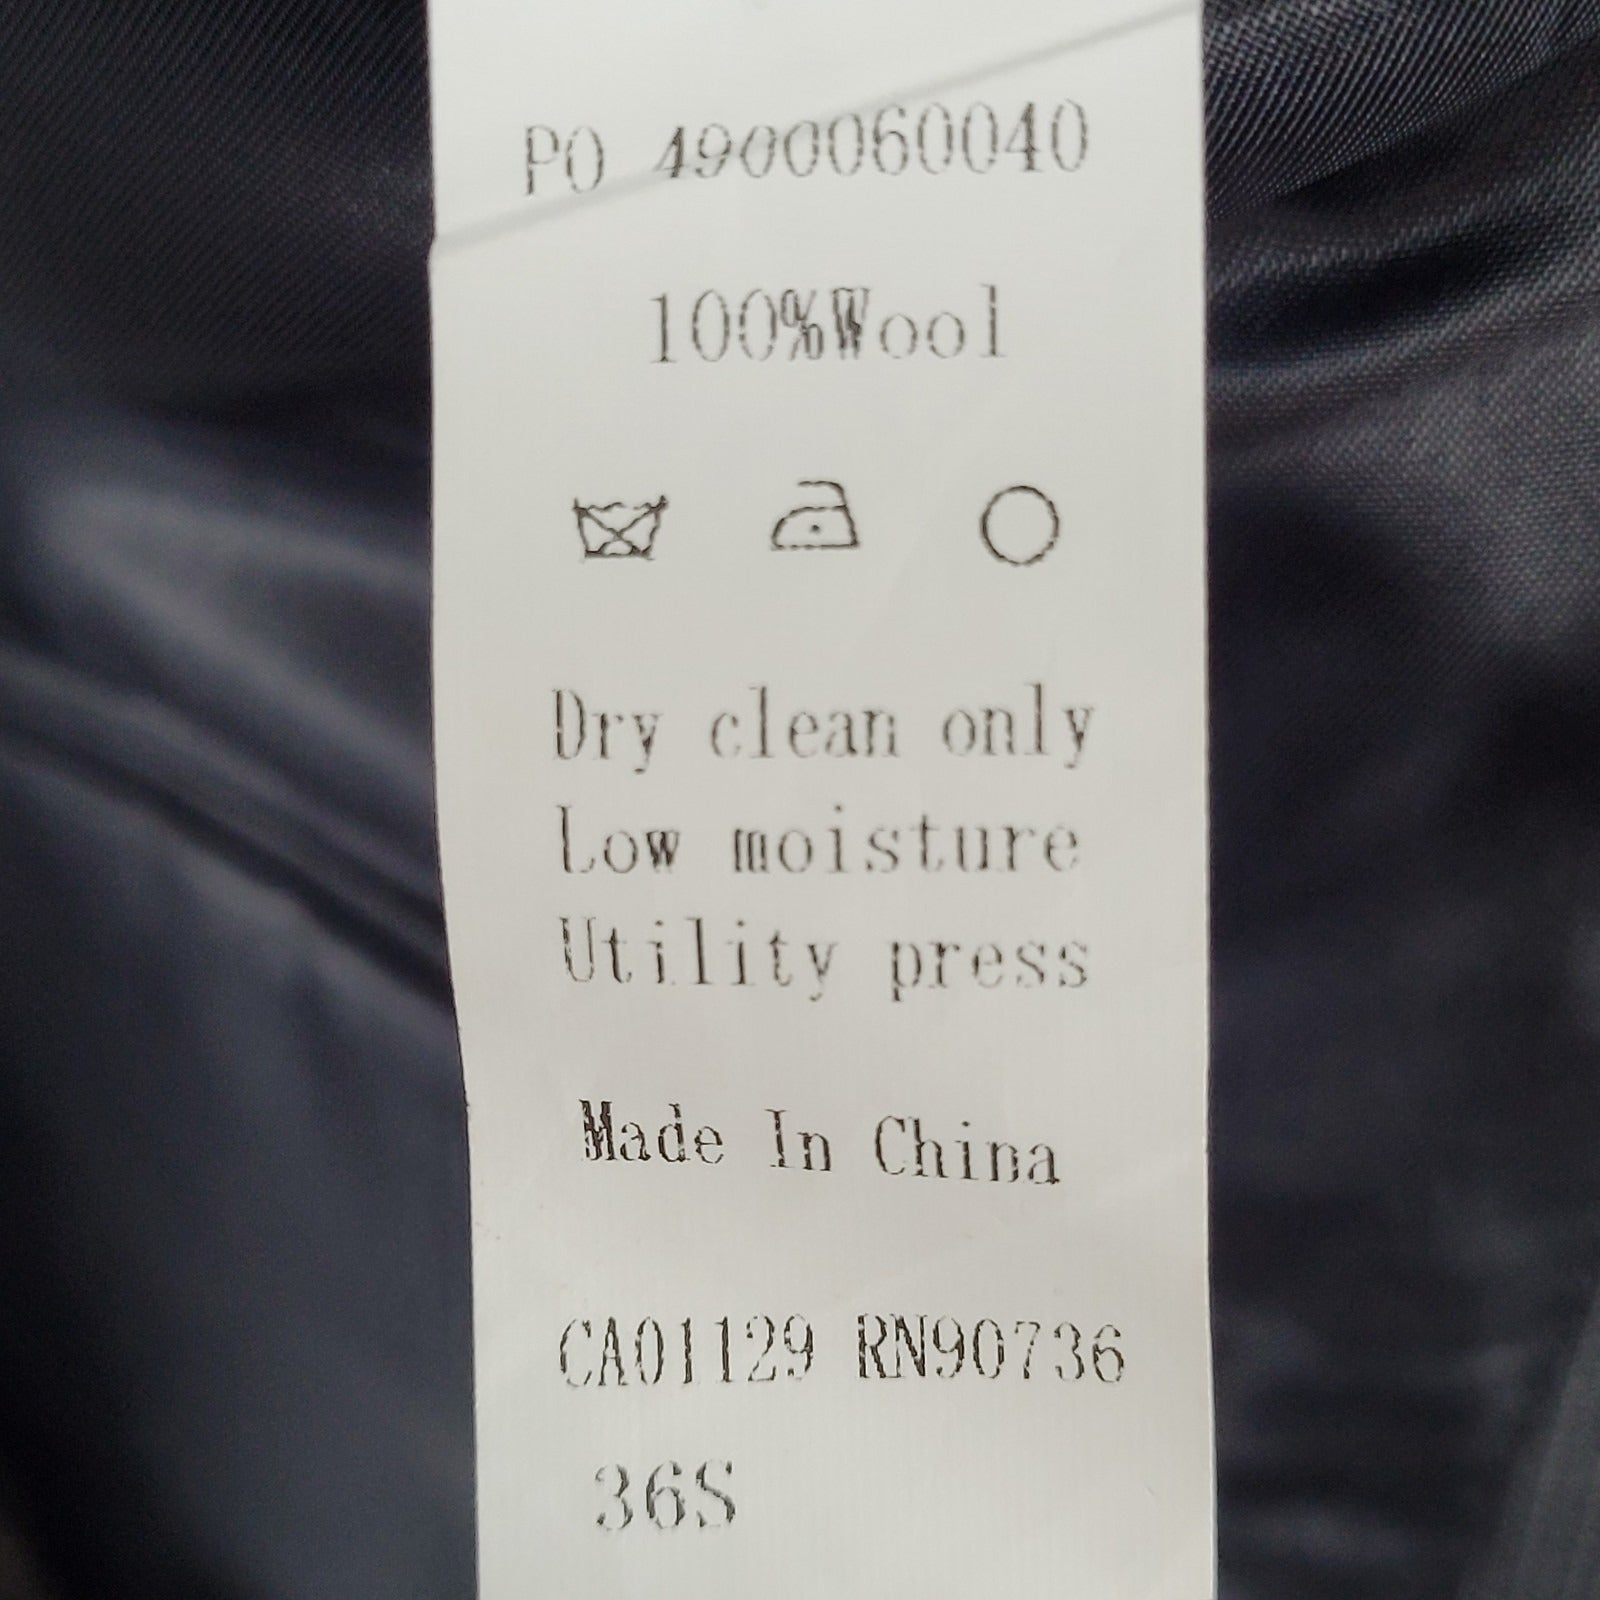 PO 4900060040
100%Wool
Dry clean only
Low moisture
Utility press
Made In China
CA01129 RN90736
36S